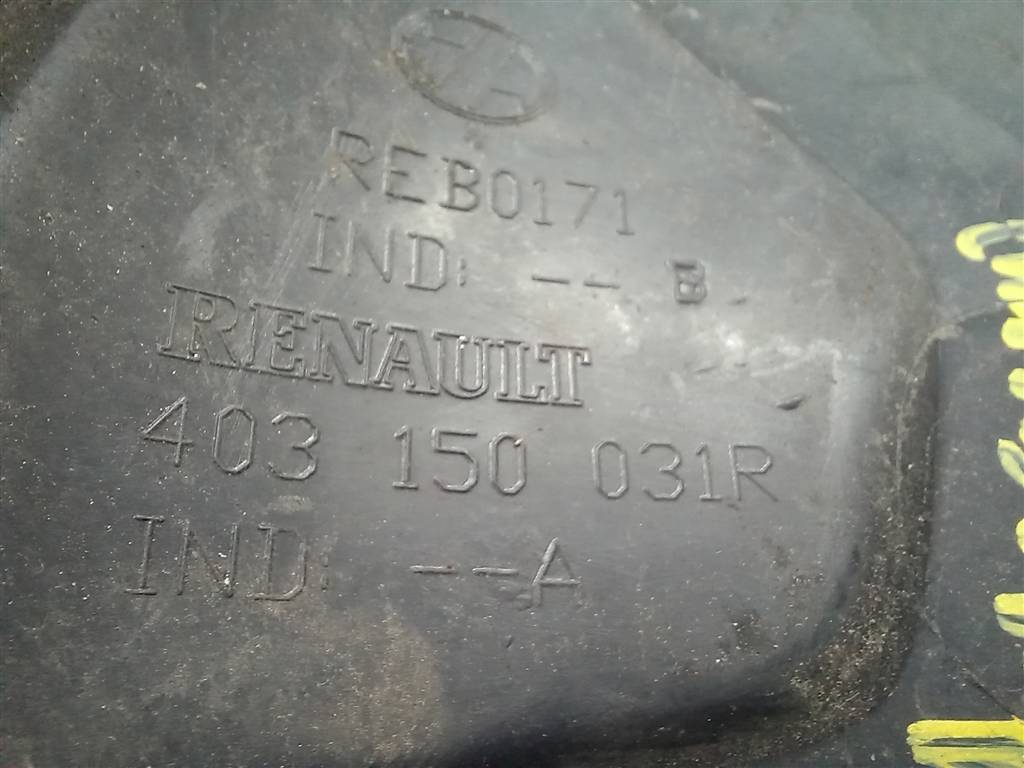 REB0171
IND: -- B
RENAULT
403 150 031R
IND: --A